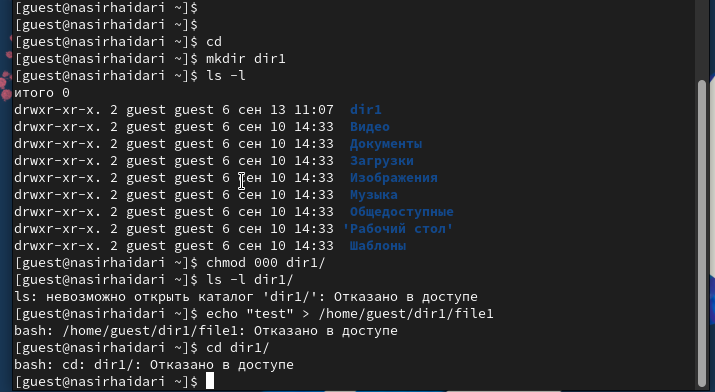 [guest@nasirhaidari ~]$
[guest@nasirhaidari ~]$
[guest@nasirhaidari ~]$ cd
[guest@nasirhaidari ~]$ mkdir dir1
[guest@nasirhaidari ~]$ ls -l
итого 0
drwxr-xr-x. 2 guest guest 6 сен 13 11:07  dir1
drwxr-xr-x. 2 guest guest 6 сен 10 14:33  Видео
drwxr-xr-x. 2 guest guest 6 сен 10 14:33  Документы
drwxr-xr-x. 2 guest guest 6 сен 10 14:33  Загрузки
drwxr-xr-x. 2 guest guest 6 сен 10 14:33  Изображения
drwxr-xr-x. 2 guest guest 6 сен 10 14:33  Музыка
drwxr-xr-x. 2 guest guest 6 сен 10 14:33  Общедоступные
drwxr-xr-x. 2 guest guest 6 сен 10 14:33 'Рабочий стол'
drwxr-xr-x. 2 guest guest 6 сен 10 14:33  Шаблоны
[guest@nasirhaidari ~]$ chmod 000 dir1/
[guest@nasirhaidari ~]$ ls -l dir1/
ls: невозможно открыть каталог 'dir1/': Отказано в доступе
[guest@nasirhaidari ~]$ echo "test" > /home/guest/dir1/file1
bash: /home/guest/dir1/file1: Отказано в доступе
[guest@nasirhaidari ~]$ cd dir1/
bash: cd: dir1/: Отказано в доступе
[guest@nasirhaidari ~]$